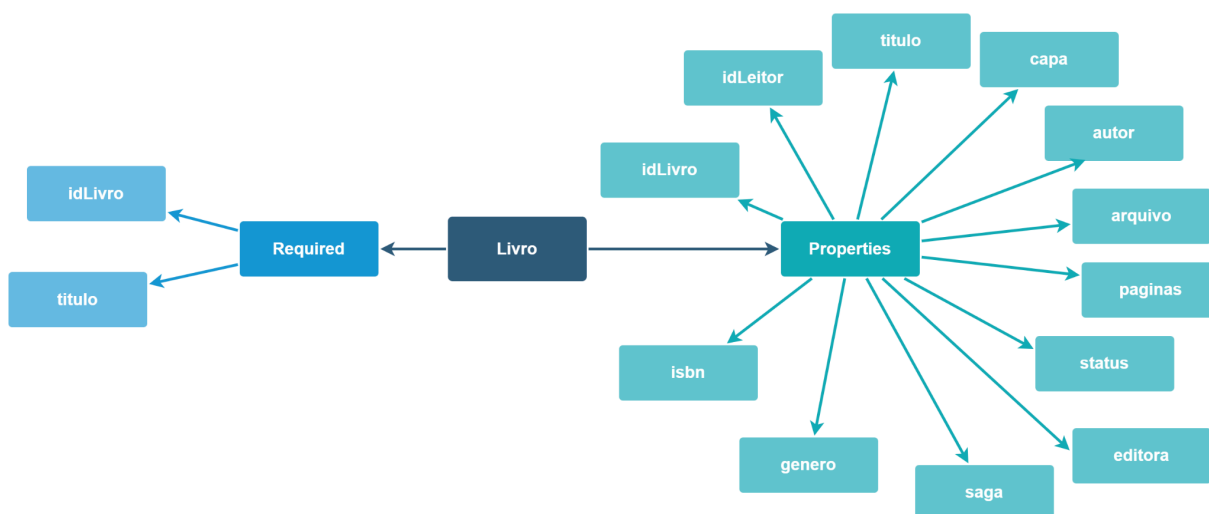 titulo
capa
idLeitor
autor
idLivro
idLivro
arquivo
Required
Livro
Properties
paginas
titulo
status
isbn
editora
genero
saga